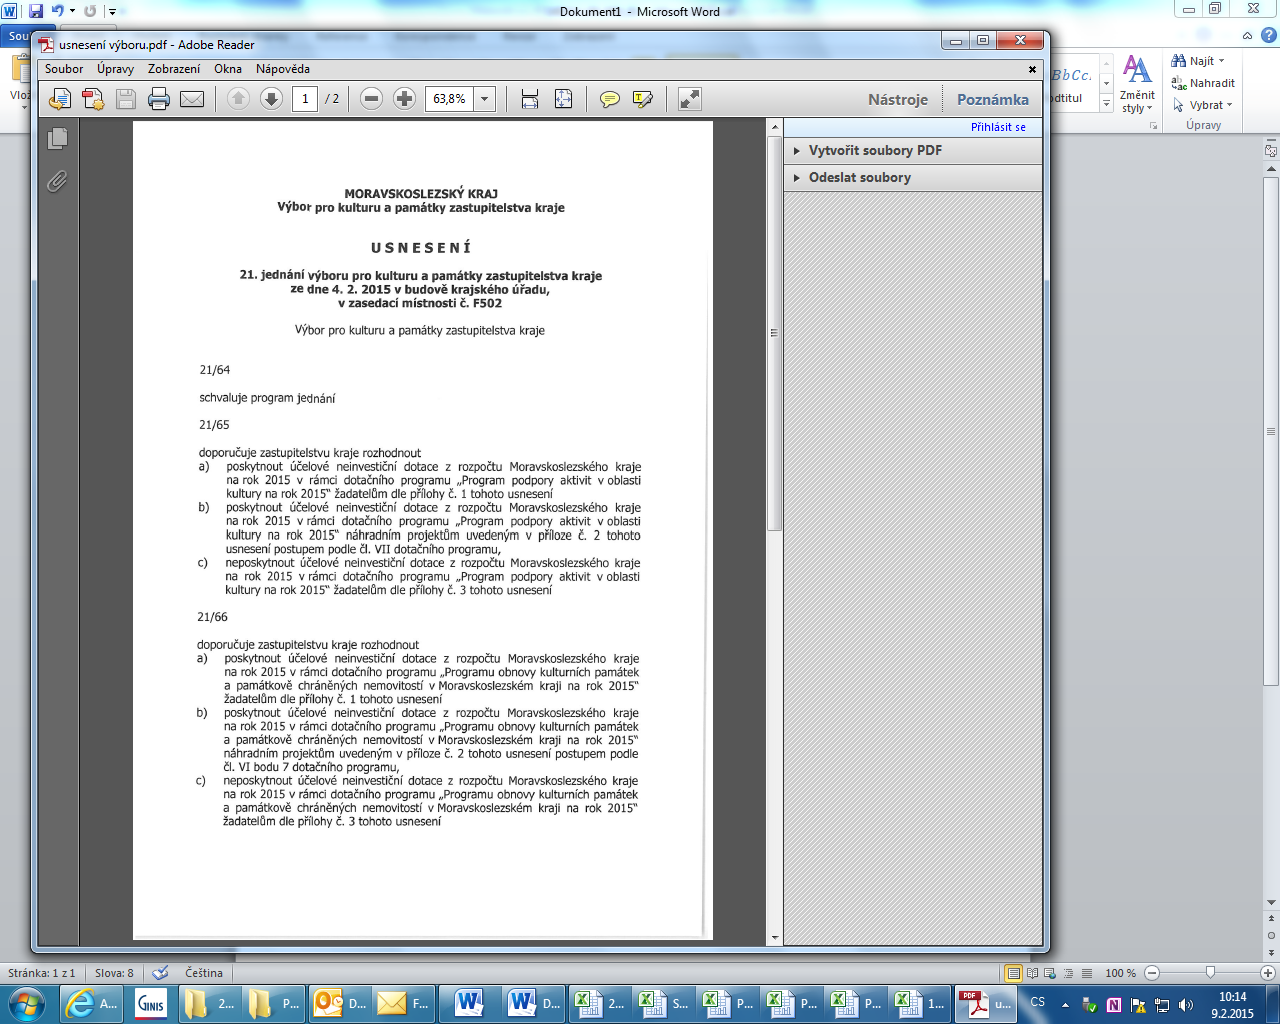 Dokument1 - Microsoft Word
usnesení výboru.pdf - Adobe Reader
Soubor Úpravy Zobrazení Okna Nápověda
1 / 2 63,8% Nástroje Poznámka
Přihlásit se
Vytvořit soubory PDF
Odeslat soubory
Najít
Nahradit
Vybrat
Úpravy
Změnit
styly
MORAVSKOSLEZSKÝ KRAJ
Výbor pro kulturu a památky zastupitelstva kraje
U S N E S E N Í
21. jednání výboru pro kulturu a památky zastupitelstva kraje
ze dne 4. 2. 2015 v budově krajského úřadu,
v zasedací místnosti č. F502
Výbor pro kulturu a památky zastupitelstva kraje
21/64
schvaluje program jednání
21/65
doporučuje zastupitelstvu kraje rozhodnout
a) poskytnout účelové neinvestiční dotace z rozpočtu Moravskoslezského kraje
na rok 2015 v rámci dotačního programu „Program podpory aktivit v oblasti
kultury na rok 2015“ žadatelům dle přílohy č. 1 tohoto usnesení
b) poskytnout účelové neinvestiční dotace z rozpočtu Moravskoslezského kraje
na rok 2015 v rámci dotačního programu „Program podpory aktivit v oblasti
kultury na rok 2015“ náhradním projektům uvedeným v příloze č. 2 tohoto
usnesení postupem podle čl. VII dotačního programu,
c) neposkytnout účelové neinvestiční dotace z rozpočtu Moravskoslezského kraje
na rok 2015 v rámci dotačního programu „Program podpory aktivit v oblasti
kultury na rok 2015“ žadatelům dle přílohy č. 3 tohoto usnesení
21/66
doporučuje zastupitelstvu kraje rozhodnout
a) poskytnout účelové neinvestiční dotace z rozpočtu Moravskoslezského kraje
na rok 2015 v rámci dotačního programu „Programu obnovy kulturních památek
a památkově chráněných nemovitostí v Moravskoslezském kraji na rok 2015“
žadatelům dle přílohy č. 1 tohoto usnesení
b) poskytnout účelové neinvestiční dotace z rozpočtu Moravskoslezského kraje
na rok 2015 v rámci dotačního programu „Programu obnovy kulturních památek
a památkově chráněných nemovitostí v Moravskoslezském kraji na rok 2015“
náhradním projektům uvedeným v příloze č. 2 tohoto usnesení postupem podle
čl. VI bodu 7 dotačního programu,
c) neposkytnout účelové neinvestiční dotace z rozpočtu Moravskoslezského kraje
na rok 2015 v rámci dotačního programu „Programu obnovy kulturních památek
a památkově chráněných nemovitostí v Moravskoslezském kraji na rok 2015“
žadatelům dle přílohy č. 3 tohoto usnesení
Stránka: 1 z 1 Slova: 8 Čeština 100 %
A... GINIS 2... P... D... F... D... 2... S... P... P... P... 1... u... CS 10:14
9.2.2015